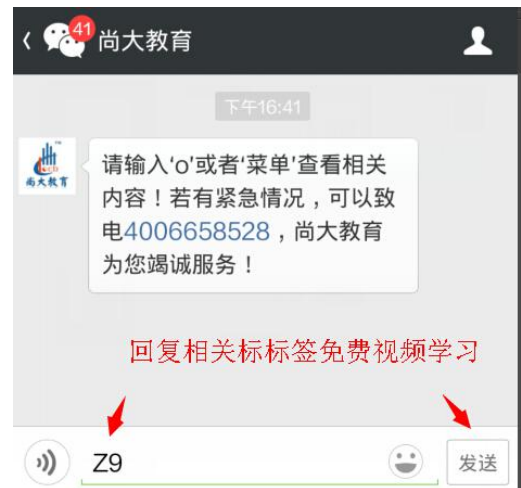 41
尚大教育
下午16:41
尚大教育
请输入‘o’或者‘菜单’查看相关
内容！若有紧急情况，可以致
电4006658528，尚大教育
为您竭诚服务！
回复相关标标签免费视频学习
Z9
发送